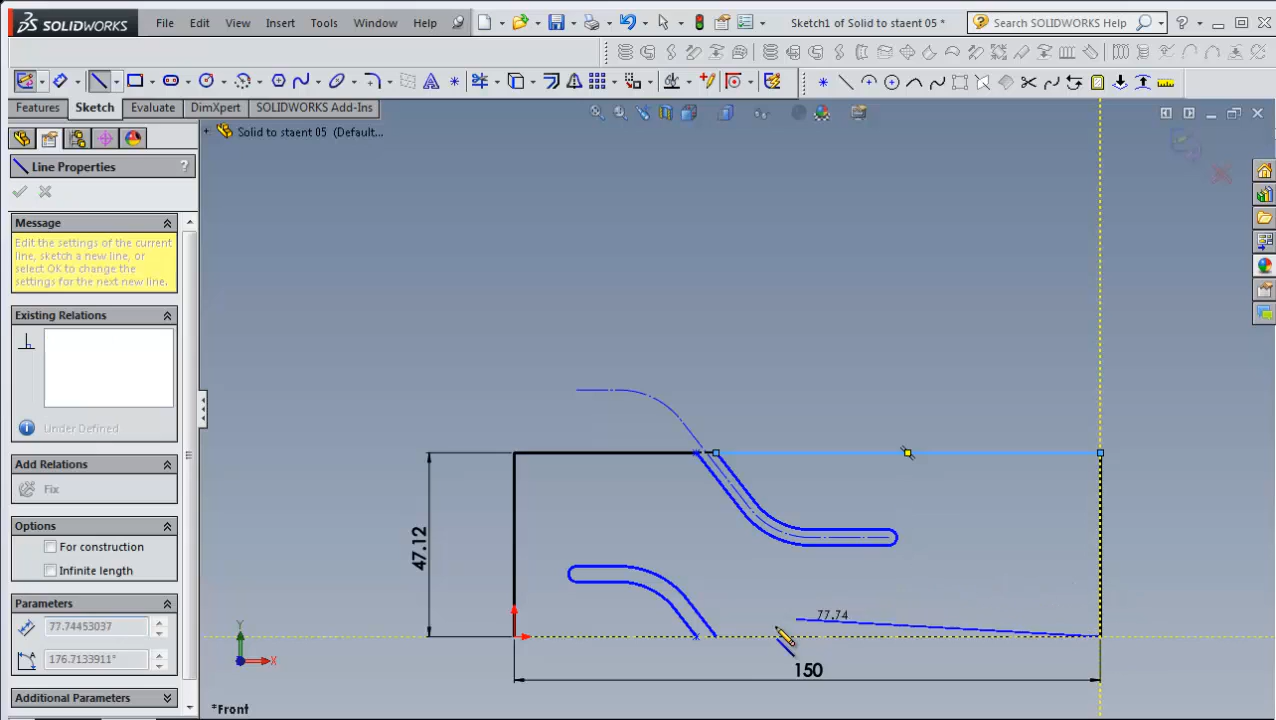 SOLIDWORKS File Edit View Insert Tools Window Help Sketch1 of Solid to staent 05 * Search SOLIDWORKS Help
Features Sketch Evaluate DimXpert SOLIDWORKS Add-Ins
Solid to staent 05 (Default...
Line Properties ?
Message
Edit the settings of the current
line, sketch a new line, or
select OK to change the
settings for the next new line.
Existing Relations
Under Defined
Add Relations
Fix
Options
For construction
Infinite length
Parameters
77.74453037
176.7133911°
Additional Parameters
47.12
77.74
150
Y
X
*Front